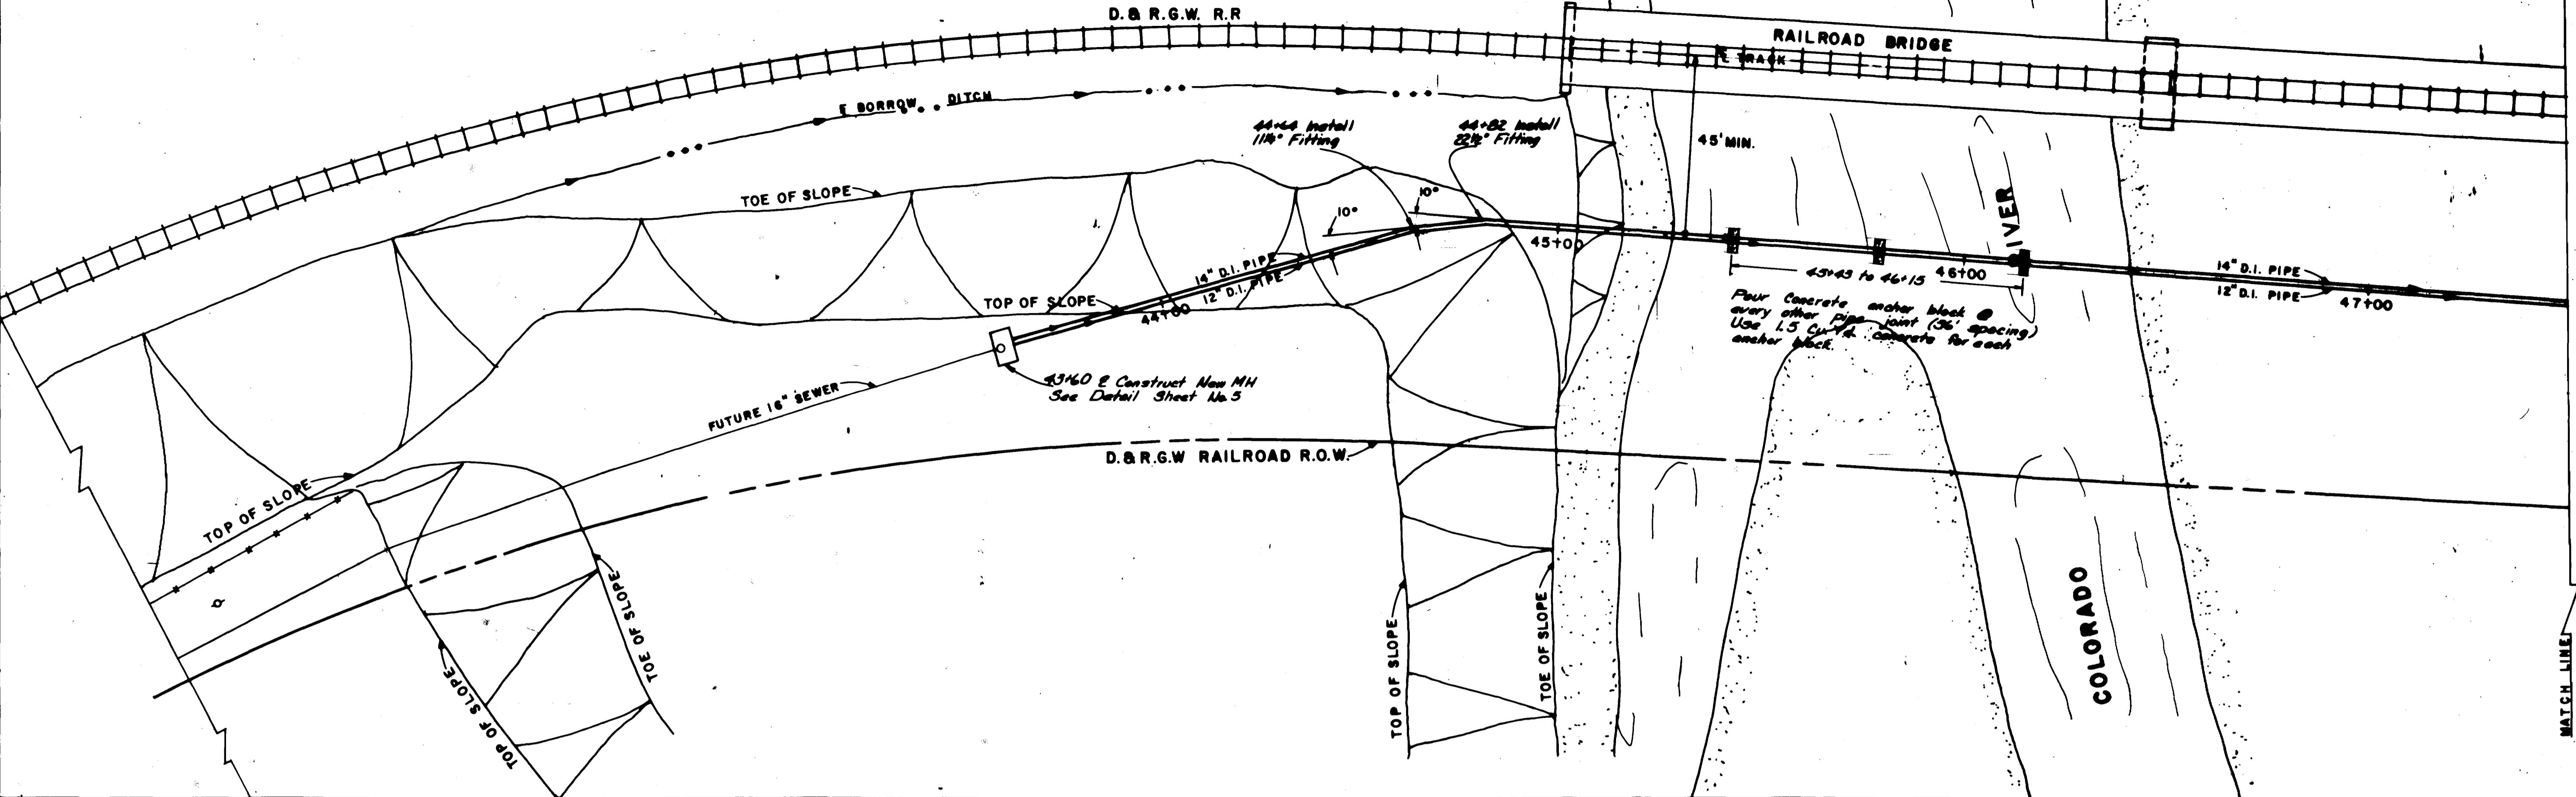 D. & R.G.W. R.R
RAILROAD BRIDGE
℄ TRACK
℄ BORROW DITCH
44+64 Install
11¼° Fitting
44+82 Install
22½° Fitting
45' MIN.
TOE OF SLOPE
10°
10°
RIVER
45+00
14" D.I. PIPE
12" D.I. PIPE
45+43 to 46+15
46+00
14" D.I. PIPE
12" D.I. PIPE
47+00
TOP OF SLOPE
44+00
Pour Concrete anchor block @
every other pipe joint (36' spacing)
Use 1.5 Cu. Yd. concrete for each
anchor block.
43+60 ℄ Construct New MH
See Detail Sheet No. 5
FUTURE 16" SEWER
D.&R.G.W RAILROAD R.O.W.
TOP OF SLOPE
TOE OF SLOPE
TOP OF SLOPE
TOP OF SLOPE
TOE OF SLOPE
COLORADO
MATCH LINE